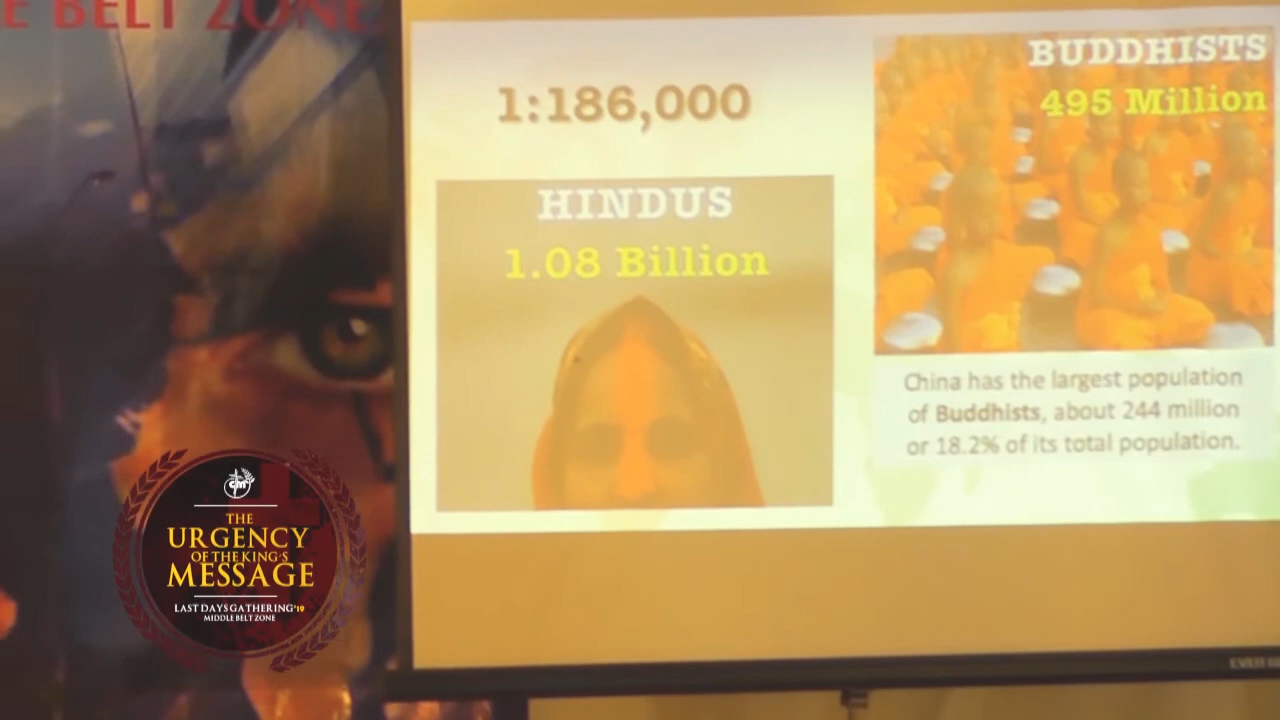 E BELT ZONE
1:186,000
HINDUS
1.08 Billion
BUDDHISTS
495 Million
China has the largest population
of Buddhists, about 244 million
or 18.2% of its total population.
cm
THE
URGENCY
OF THE KING'S
MESSAGE
LAST DAYS GATHERING'19
MIDDLE BELT ZONE